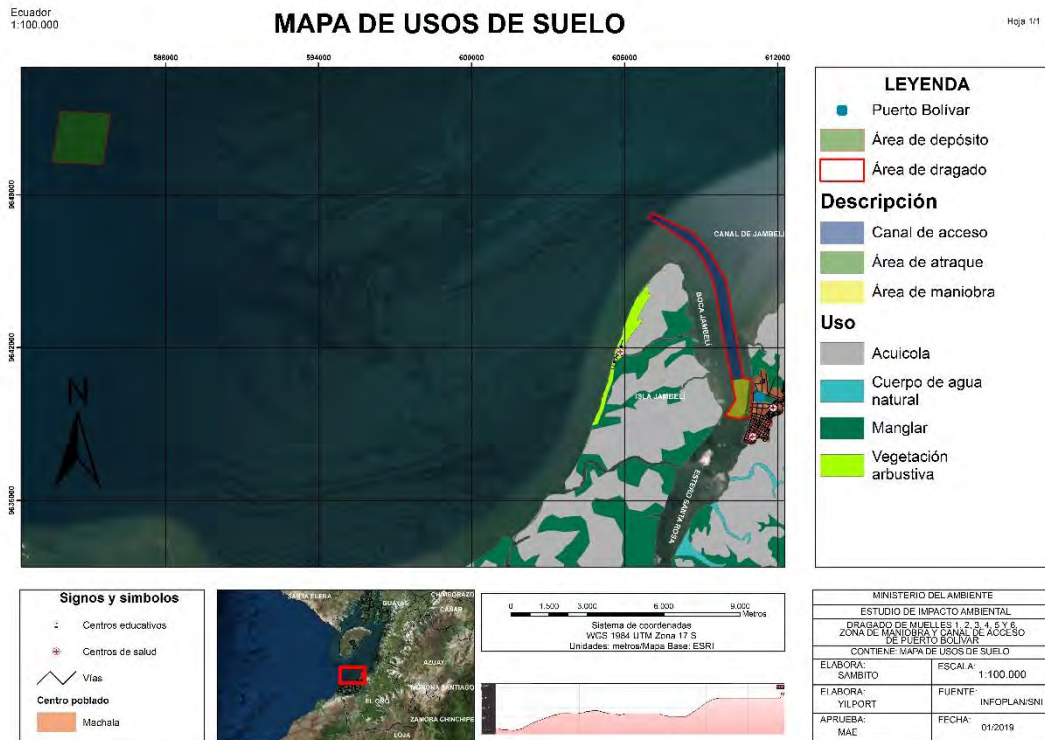 Ecuador
1:100.000
MAPA DE USOS DE SUELO
Hoja 1/1
588000
594000
600000
606000
612000
9648000
9642000
9636000
CANAL DE JAMBELI
BOCA JAMBELÍ
ISLA JAMBELÍ
ESTERO SANTA ROSA
N
LEYENDA
Puerto Bolívar
Área de depósito
Área de dragado
Descripción
Canal de acceso
Área de atraque
Área de maniobra
Uso
Acuicola
Cuerpo de agua
natural
Manglar
Vegetación
arbustiva
Signos y simbolos
Centros educativos
Centros de salud
Vías
Centro poblado
Machala
SANTA ELENA
GUAYAS
CHIMBORAZO
CAÑAR
AZUAY
MORONA SANTIAGO
EL ORO
ZAMORA CHINCHIPE
LOJA
0 1.500 3.000 6.000 9.000
Metros
Sistema de coordenadas
WGS 1984 UTM Zona 17 S
Unidades: metros/Mapa Base: ESRI
MINISTERIO DEL AMBIENTE
ESTUDIO DE IMPACTO AMBIENTAL
DRAGADO DE MUELLES 1, 2, 3, 4, 5 Y 6,
ZONA DE MANIOBRA Y CANAL DE ACCESO
DE PUERTO BOLIVAR
CONTIENE: MAPA DE USOS DE SUELO
ELABORA:
SAMBITO
ESCALA:
1:100.000
ELABORA:
YILPORT
FUENTE:
INFOPLAN/SNI
APRUEBA:
MAE
FECHA:
01/2019